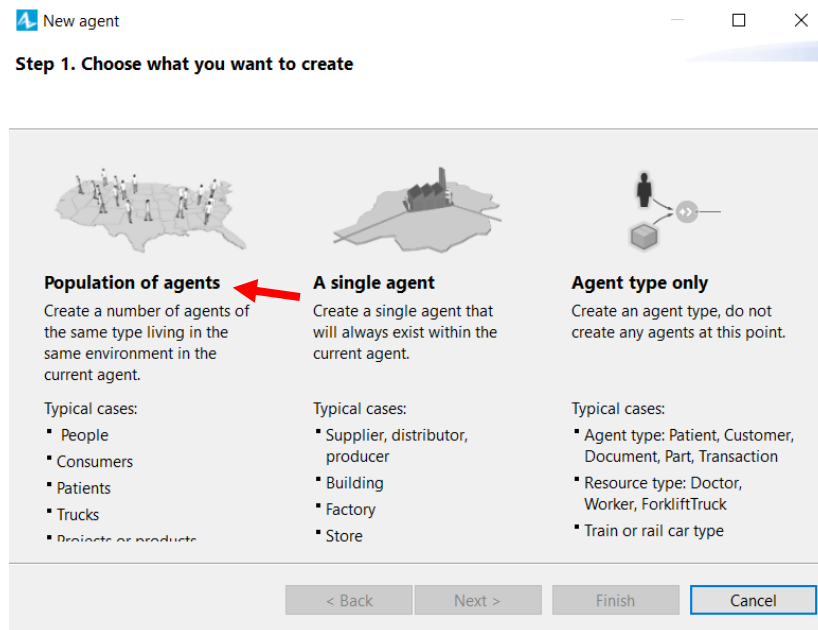 New agent
Step 1. Choose what you want to create
Population of agents
Create a number of agents of
the same type living in the
same environment in the
current agent.
Typical cases:
▪ People
▪ Consumers
▪ Patients
▪ Trucks
▪ Projects or products
A single agent
Create a single agent that
will always exist within the
current agent.
Typical cases:
▪ Supplier, distributor,
producer
▪ Building
▪ Factory
▪ Store
Agent type only
Create an agent type, do not
create any agents at this point.
Typical cases:
▪ Agent type: Patient, Customer,
Document, Part, Transaction
▪ Resource type: Doctor,
Worker, ForkliftTruck
▪ Train or rail car type
< Back
Next >
Finish
Cancel